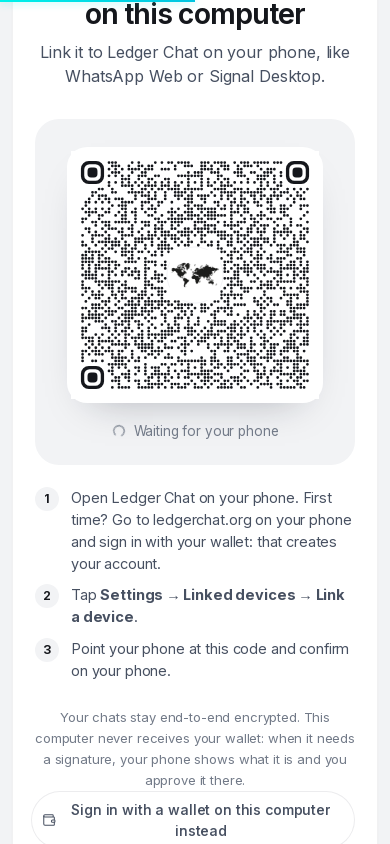 on this computer
Link it to Ledger Chat on your phone, like
WhatsApp Web or Signal Desktop.
Waiting for your phone
1 Open Ledger Chat on your phone. First
time? Go to ledgerchat.org on your phone
and sign in with your wallet: that creates
your account.
2 Tap Settings → Linked devices → Link
a device.
3 Point your phone at this code and confirm
on your phone.
Your chats stay end-to-end encrypted. This
computer never receives your wallet: when it needs
a signature, your phone shows what it is and you
approve it there.
Sign in with a wallet on this computer
instead